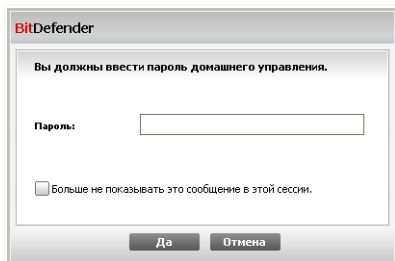 BitDefender
Вы должны ввести пароль домашнего управления.
Пароль:
Больше не показывать это сообщение в этой сессии.
Да Отмена